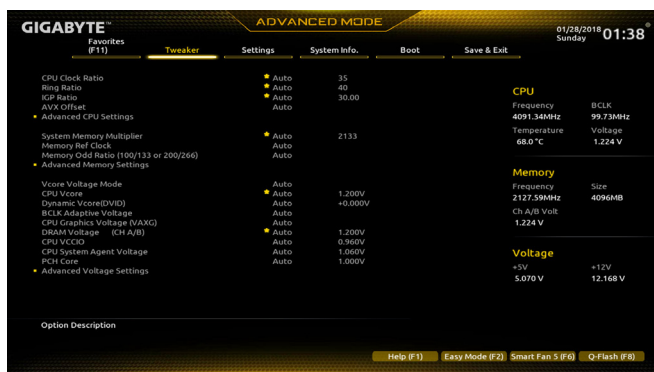 GIGABYTE™
ADVANCED MODE
01/28/2018 Sunday 01:38
Favorites (F11)
Tweaker
Settings
System Info.
Boot
Save & Exit
CPU Clock Ratio Auto 35
Ring Ratio Auto 40
IGP Ratio Auto 30.00
AVX Offset Auto
Advanced CPU Settings
System Memory Multiplier Auto 2133
Memory Ref Clock Auto
Memory Odd Ratio (100/133 or 200/266) Auto
Advanced Memory Settings
Vcore Voltage Mode Auto
CPU Vcore Auto 1.200V
Dynamic Vcore(DVID) Auto +0.000V
BCLK Adaptive Voltage Auto
CPU Graphics Voltage (VAXG) Auto
DRAM Voltage (CH A/B) Auto 1.200V
CPU VCCIO Auto 0.960V
CPU System Agent Voltage Auto 1.060V
PCH Core Auto 1.000V
Advanced Voltage Settings
CPU
Frequency BCLK
4091.34MHz 99.73MHz
Temperature Voltage
68.0 °C 1.224 V
Memory
Frequency Size
2127.59MHz 4096MB
Ch A/B Volt
1.224 V
Voltage
+5V +12V
5.070 V 12.168 V
Option Description
Help (F1)
Easy Mode (F2)
Smart Fan 5 (F6)
Q-Flash (F8)